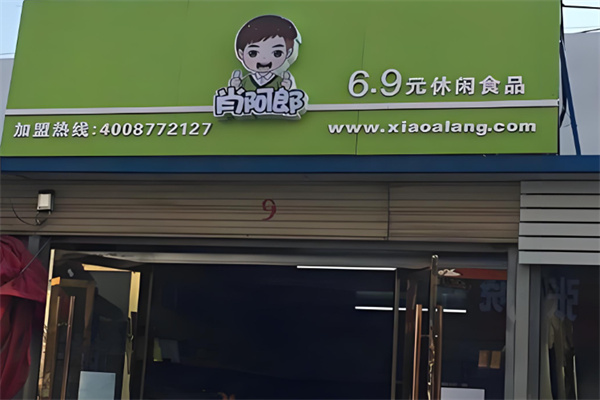 肖阿郎
6.9元休闲食品
加盟热线:4008772127
www.xiaoalang.com
9
张